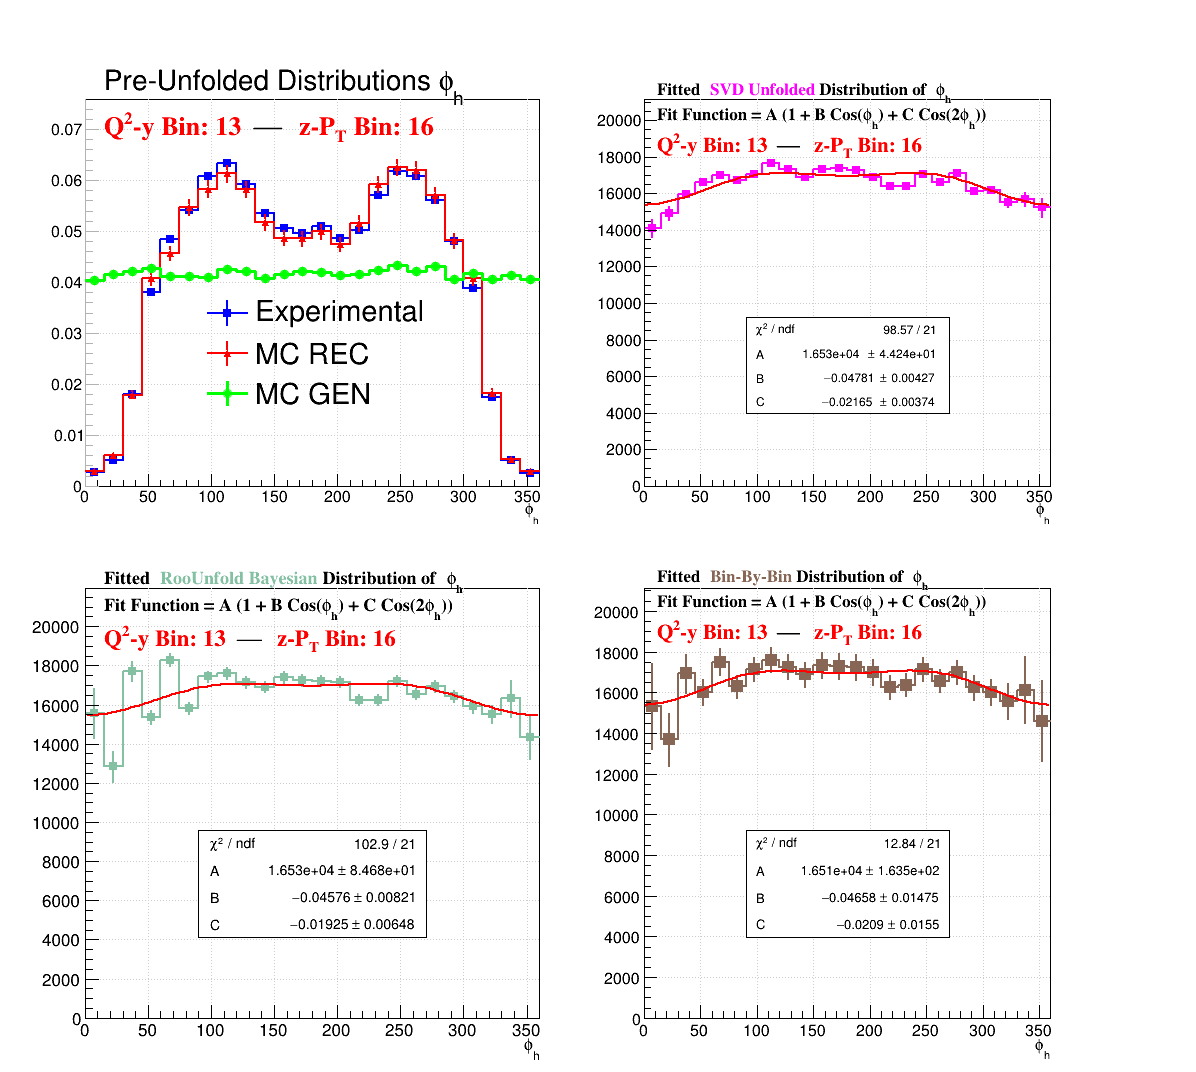 Pre-Unfolded Distributions ϕh
Q2-y Bin: 13 — z-PT Bin: 16
0.07
0.06
0.05
0.04
0.03
0.02
0.01
0
Experimental
MC REC
MC GEN
0 50 100 150 200 250 300 350
ϕh
Fitted SVD Unfolded Distribution of ϕh
Fit Function = A (1 + B Cos(ϕh) + C Cos(2ϕh))
Q2-y Bin: 13 — z-PT Bin: 16
20000
18000
16000
14000
12000
10000
8000
6000
4000
2000
0
χ2 / ndf 98.57 / 21
A 1.653e+04 ± 4.424e+01
B −0.04781 ± 0.00427
C −0.02165 ± 0.00374
0 50 100 150 200 250 300 350
ϕh
Fitted RooUnfold Bayesian Distribution of ϕh
Fit Function = A (1 + B Cos(ϕh) + C Cos(2ϕh))
Q2-y Bin: 13 — z-PT Bin: 16
20000
18000
16000
14000
12000
10000
8000
6000
4000
2000
0
χ2 / ndf 102.9 / 21
A 1.653e+04 ± 8.468e+01
B −0.04576 ± 0.00821
C −0.01925 ± 0.00648
0 50 100 150 200 250 300 350
ϕh
Fitted Bin-By-Bin Distribution of ϕh
Fit Function = A (1 + B Cos(ϕh) + C Cos(2ϕh))
Q2-y Bin: 13 — z-PT Bin: 16
20000
18000
16000
14000
12000
10000
8000
6000
4000
2000
0
χ2 / ndf 12.84 / 21
A 1.651e+04 ± 1.635e+02
B −0.04658 ± 0.01475
C −0.0209 ± 0.0155
0 50 100 150 200 250 300 350
ϕh